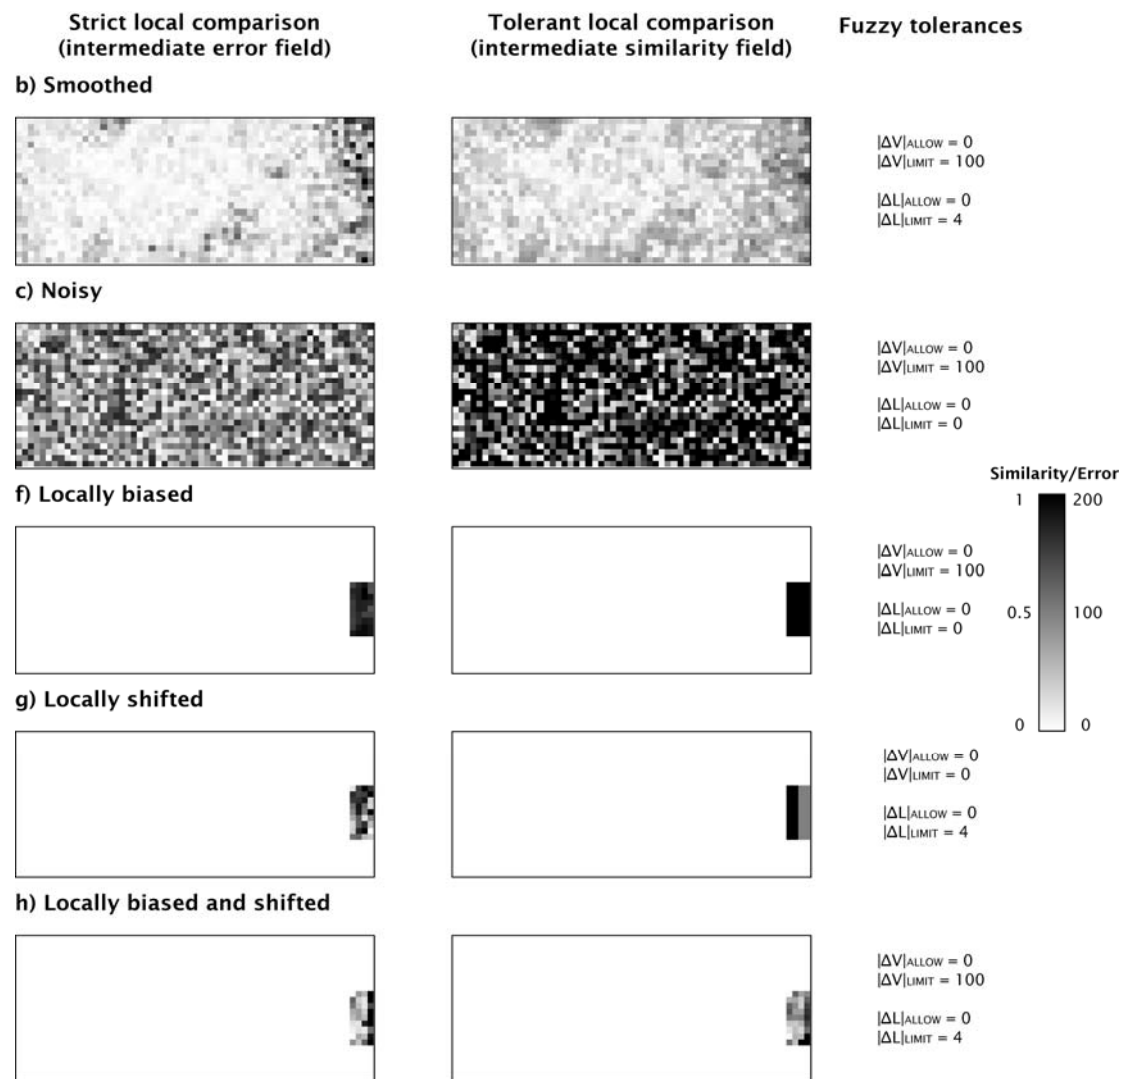 Strict local comparison
(intermediate error field)
Tolerant local comparison
(intermediate similarity field)
Fuzzy tolerances
b) Smoothed
|ΔV|ALLOW = 0
|ΔV|LIMIT = 100
|ΔL|ALLOW = 0
|ΔL|LIMIT = 4
c) Noisy
|ΔV|ALLOW = 0
|ΔV|LIMIT = 100
|ΔL|ALLOW = 0
|ΔL|LIMIT = 0
Similarity/Error
1 200
0.5 100
0 0
f) Locally biased
|ΔV|ALLOW = 0
|ΔV|LIMIT = 100
|ΔL|ALLOW = 0
|ΔL|LIMIT = 0
g) Locally shifted
|ΔV|ALLOW = 0
|ΔV|LIMIT = 0
|ΔL|ALLOW = 0
|ΔL|LIMIT = 4
h) Locally biased and shifted
|ΔV|ALLOW = 0
|ΔV|LIMIT = 100
|ΔL|ALLOW = 0
|ΔL|LIMIT = 4